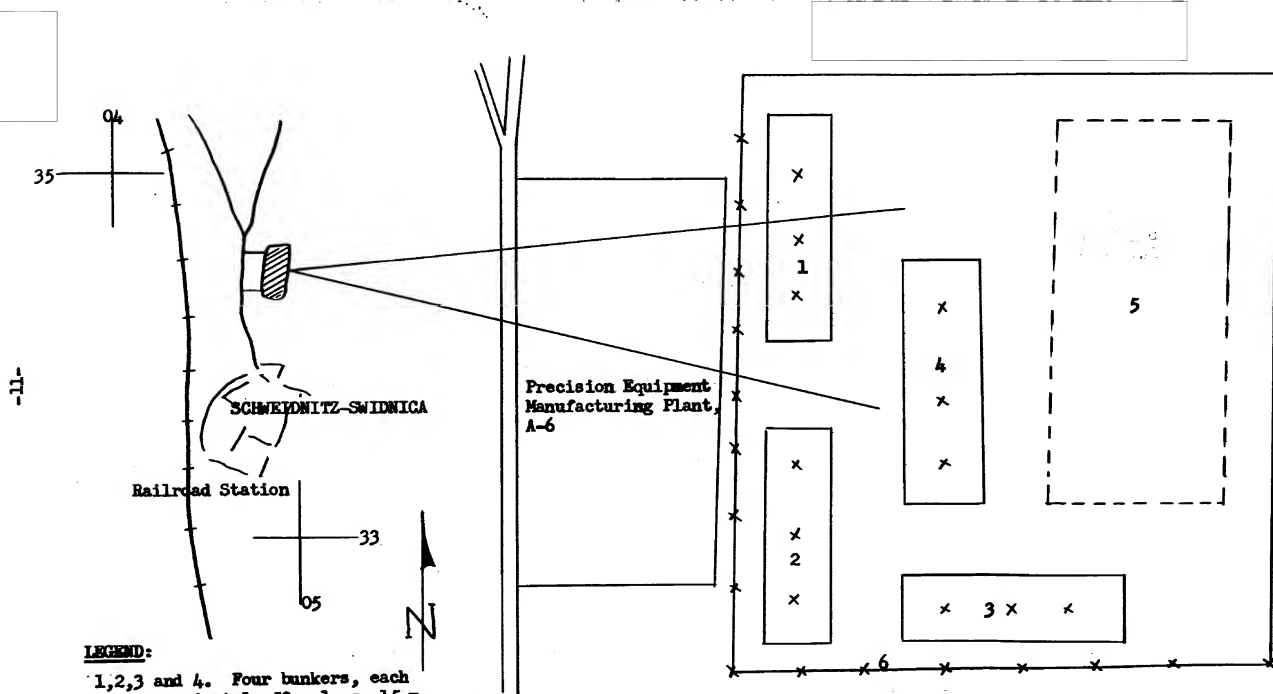 04
35
-11-
SCHWEIDNITZ-SWIDNICA
Railroad Station
33
05
N
Precision Equipment
Manufacturing Plant,
A-6
1
2
3
4
5
6
LEGEND:
1,2,3 and 4. Four bunkers, each